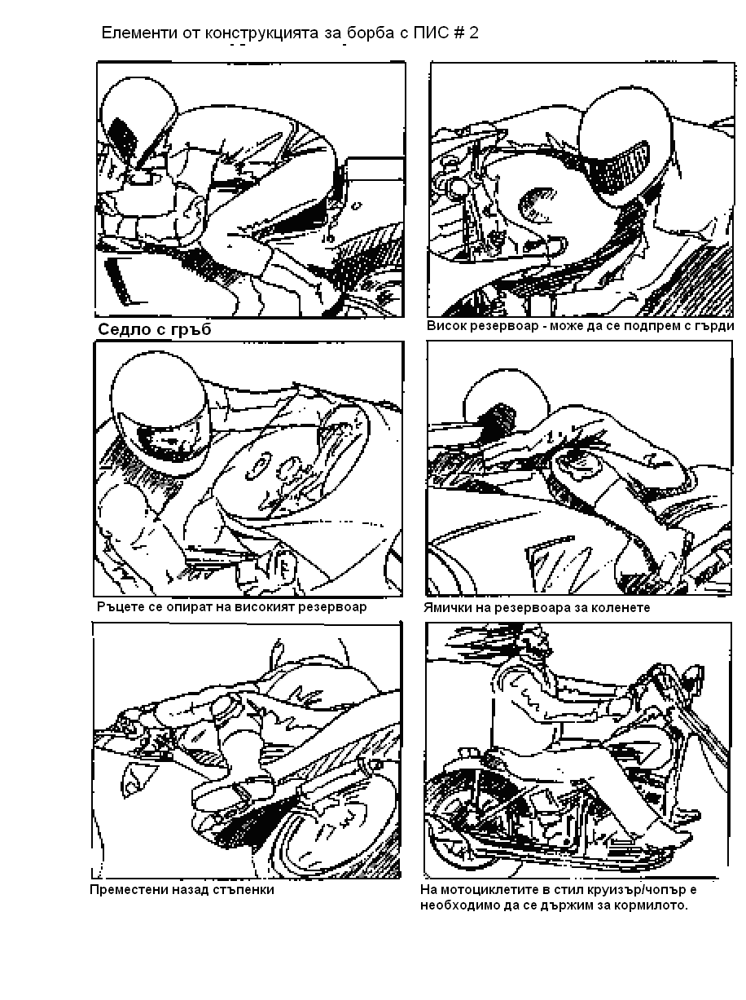 Елементи от конструкцията за борба с ПИС # 2
Седло с гръб
Висок резервоар - може да се подпрем с гърди
Ръцете се опират на високият резервоар
Ямички на резервоара за коленете
Преместени назад стъпенки
На мотоциклетите в стил круизър/чопър е
необходимо да се държим за кормилото.